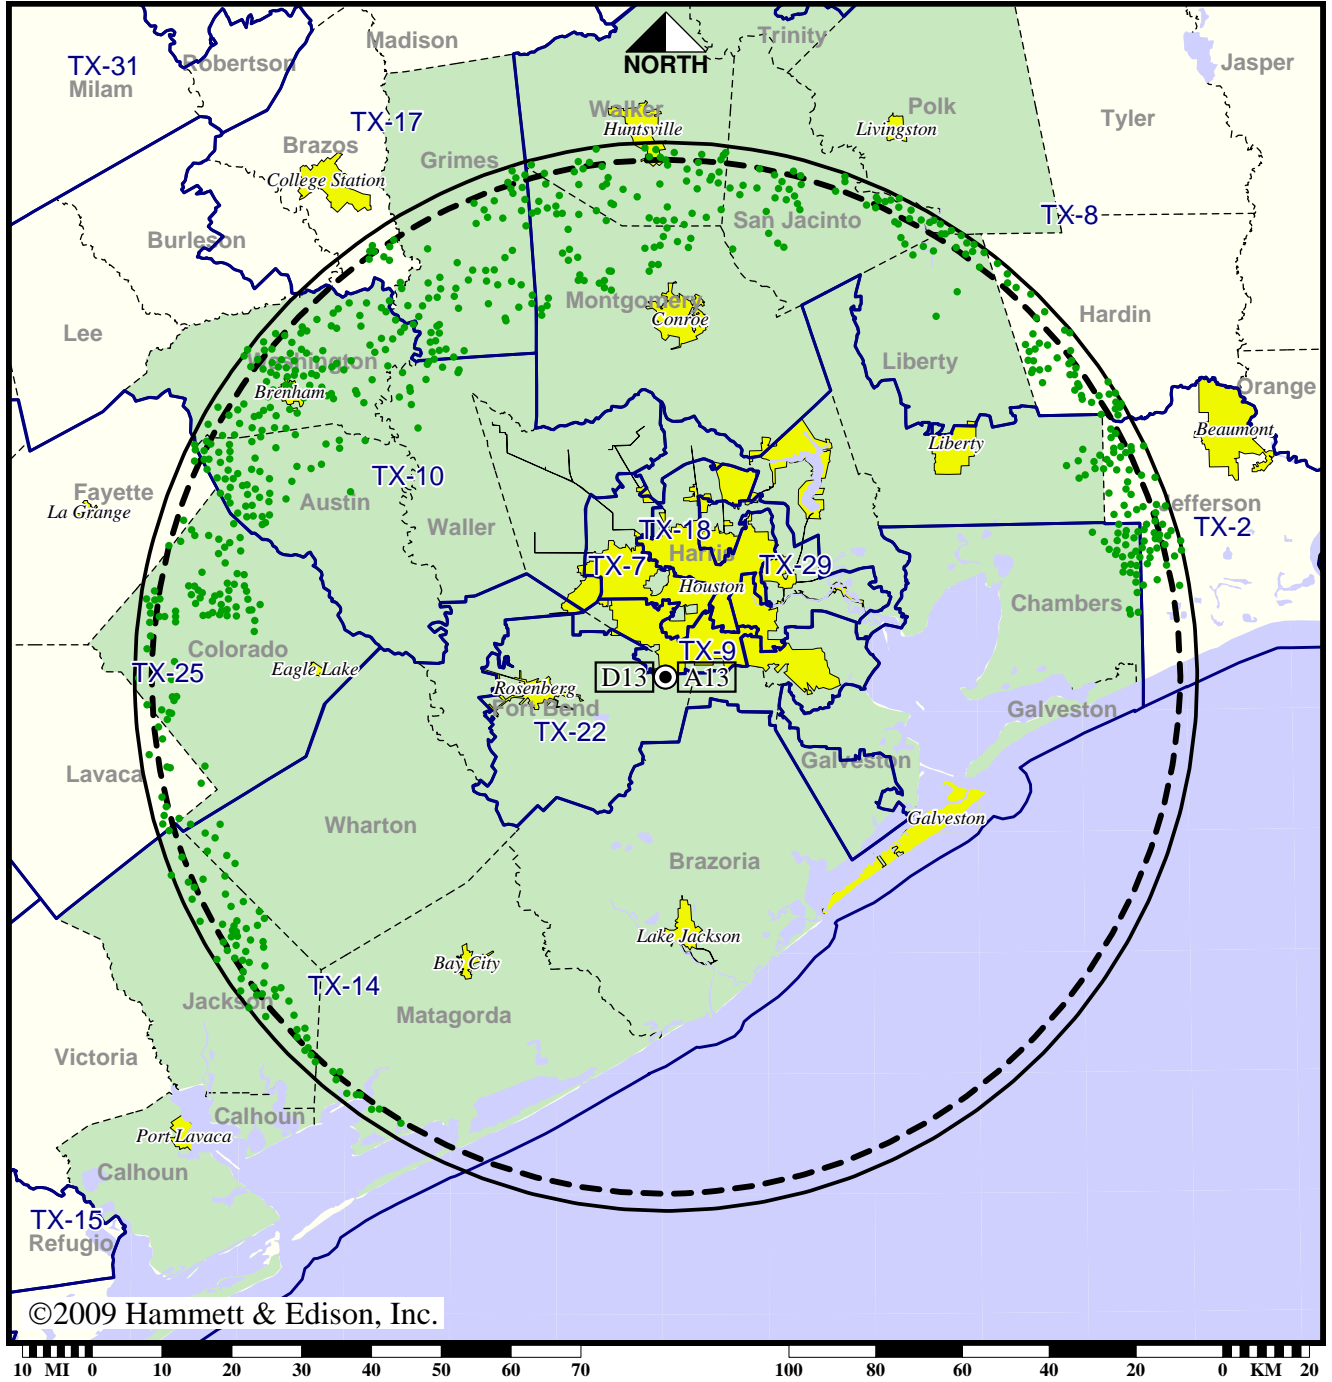 Madison
Trinity
Robertson
TX-31
Milam
NORTH
Jasper
Walker
Huntsville
Polk
Livingston
Tyler
TX-17
Brazos
College Station
Grimes
San Jacinto
TX-8
Burleson
Montgomery
Conroe
Hardin
Lee
Washington
Brenham
Liberty
Orange
Beaumont
Liberty
TX-10
Fayette
La Grange
Austin
Waller
TX-18
Harris
TX-7
TX-29
Houston
efferson
TX-2
Chambers
Colorado
Eagle Lake
TX-25
TX-9
D13
A13
Rosenberg
Fort Bend
TX-22
Galveston
Lavaca
Galveston
Galveston
Wharton
Brazoria
Lake Jackson
Bay City
TX-14
Jackson
Matagorda
Victoria
Calhoun
Port Lavaca
Calhoun
TX-15
Refugio
©2009 Hammett & Edison, Inc.
10 MI 0 10 20 30 40 50 60 70 100 80 60 40 20 0 KM 20